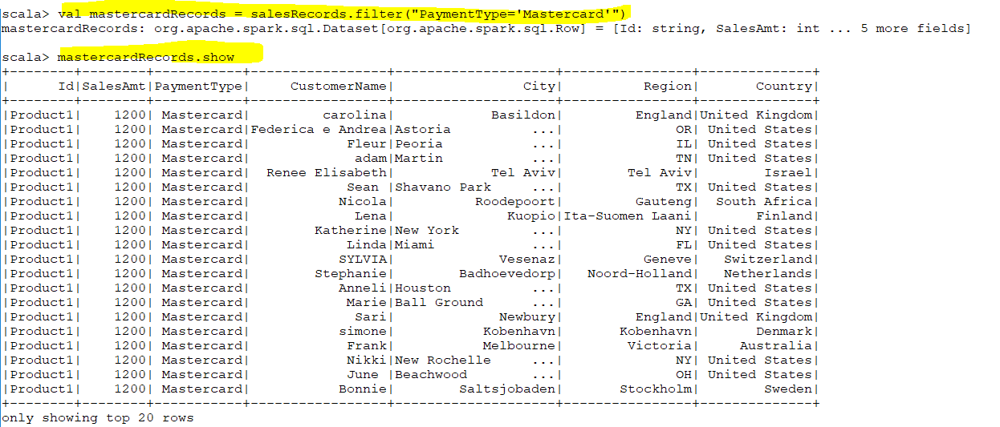 scala> val mastercardRecords = salesRecords.filter("PaymentType='Mastercard'")
mastercardRecords: org.apache.spark.sql.Dataset[org.apache.spark.sql.Row] = [Id: string, SalesAmt: int ... 5 more fields]
scala> mastercardRecords.show
+--------+--------+-----------+------------------+--------------------+----------------+--------------+
|      Id|SalesAmt|PaymentType|      CustomerName|                City|          Region|       Country|
+--------+--------+-----------+------------------+--------------------+----------------+--------------+
|Product1|    1200| Mastercard|          carolina|            Basildon|         England|United Kingdom|
|Product1|    1200| Mastercard|Federica e Andrea|Astoria          ...|              OR| United States|
|Product1|    1200| Mastercard|             Fleur|Peoria           ...|              IL| United States|
|Product1|    1200| Mastercard|              adam|Martin           ...|              TN| United States|
|Product1|    1200| Mastercard|  Renee Elisabeth|            Tel Aviv|        Tel Aviv|        Israel|
|Product1|    1200| Mastercard|             Sean |Shavano Park     ...|              TX| United States|
|Product1|    1200| Mastercard|            Nicola|          Roodepoort|         Gauteng|  South Africa|
|Product1|    1200| Mastercard|              Lena|              Kuopio|Ita-Suomen Laani|       Finland|
|Product1|    1200| Mastercard|         Katherine|New York         ...|              NY| United States|
|Product1|    1200| Mastercard|             Linda|Miami            ...|              FL| United States|
|Product1|    1200| Mastercard|            SYLVIA|             Vesenaz|          Geneve|   Switzerland|
|Product1|    1200| Mastercard|         Stephanie|        Badhoevedorp|   Noord-Holland|   Netherlands|
|Product1|    1200| Mastercard|            Anneli|Houston          ...|              TX| United States|
|Product1|    1200| Mastercard|             Marie|Ball Ground      ...|              GA| United States|
|Product1|    1200| Mastercard|              Sari|             Newbury|         England|United Kingdom|
|Product1|    1200| Mastercard|            simone|           Kobenhavn|       Kobenhavn|       Denmark|
|Product1|    1200| Mastercard|             Frank|           Melbourne|        Victoria|     Australia|
|Product1|    1200| Mastercard|             Nikki|New Rochelle     ...|              NY| United States|
|Product1|    1200| Mastercard|             June |Beachwood        ...|              OH| United States|
|Product1|    1200| Mastercard|            Bonnie|        Saltsjobaden|       Stockholm|        Sweden|
+--------+--------+-----------+------------------+--------------------+----------------+--------------+
only showing top 20 rows